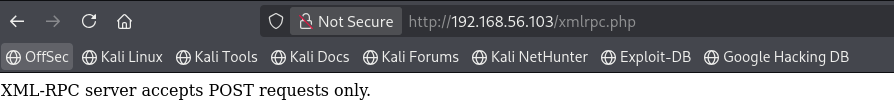 Not Secure http://192.168.56.103/xmlrpc.php
OffSec Kali Linux Kali Tools Kali Docs Kali Forums Kali NetHunter Exploit-DB Google Hacking DB
XML-RPC server accepts POST requests only.